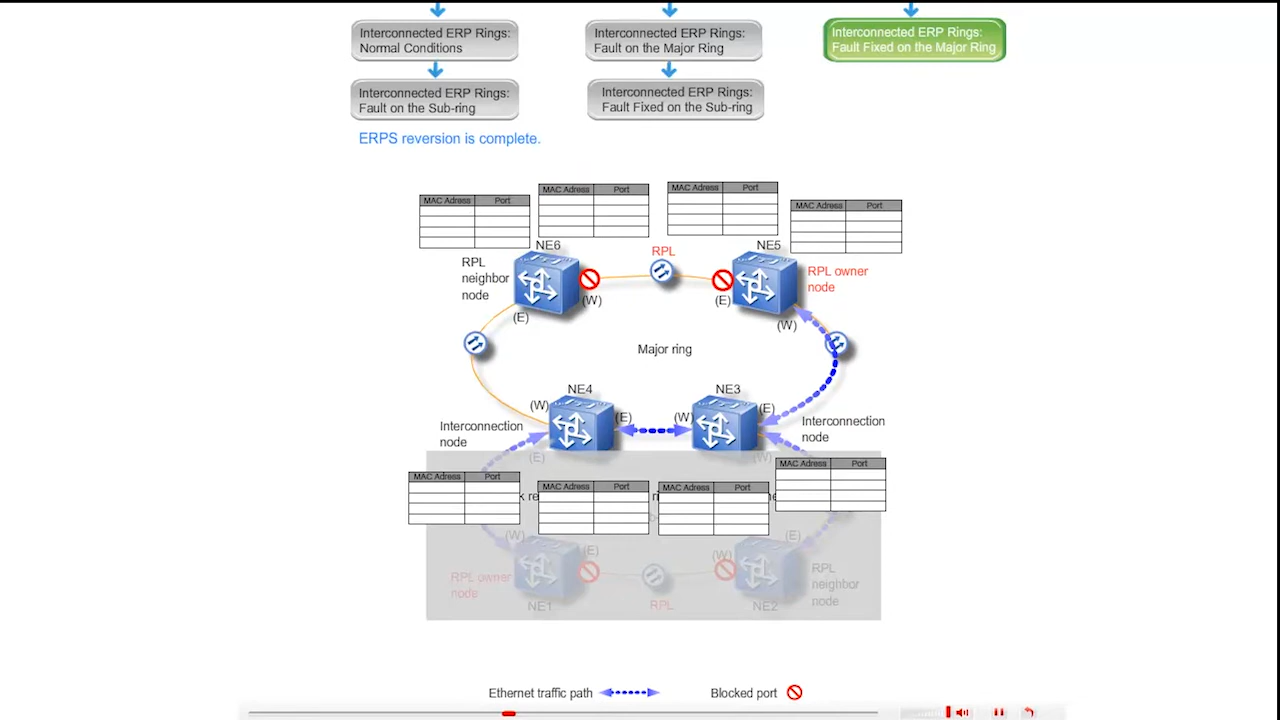 Interconnected ERP Rings:
Normal Conditions
Interconnected ERP Rings:
Fault on the Major Ring
Interconnected ERP Rings:
Fault Fixed on the Major Ring
Interconnected ERP Rings:
Fault on the Sub-ring
Interconnected ERP Rings:
Fault Fixed on the Sub-ring
ERPS reversion is complete.
MAC Adress Port
MAC Adress Port
MAC Adress Port
MAC Adress Port
NE6
RPL
NE5
RPL
neighbor
node
RPL owner
node
(W)
(E)
(E)
(W)
Major ring
NE4
NE3
(W)
(E)
(W)
(E)
Interconnection
node
Interconnection
node
(E)
(W)
MAC Adress Port
MAC Adress Port
MAC Adress Port
MAC Adress Port
(W)
(E)
(W)
(E)
RPL owner
node
RPL
neighbor
node
NE1
RPL
NE2
Ethernet traffic path
Blocked port